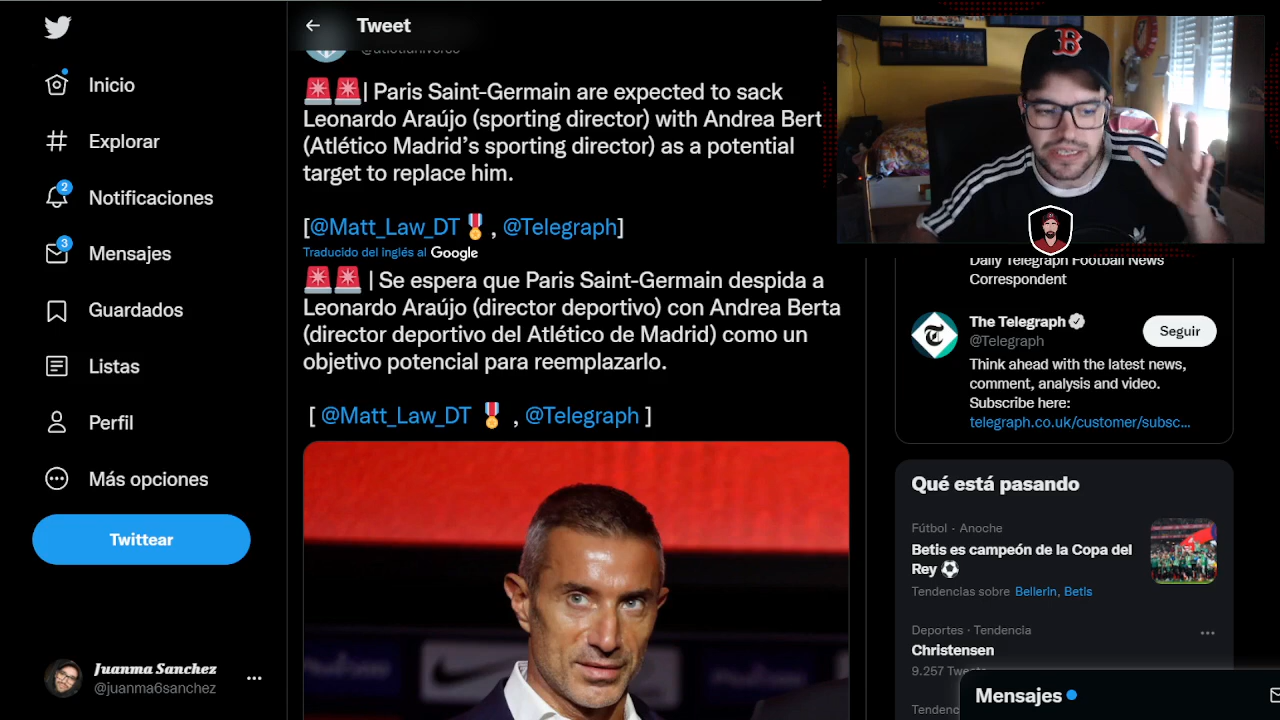 Tweet
Inicio
Explorar
2
Notificaciones
3
Mensajes
Guardados
Listas
Perfil
Más opciones
Twittear
Juanma Sanchez
@juanma6sanchez
@atletiuniverso
🚨🚨| Paris Saint-Germain are expected to sack
Leonardo Araújo (sporting director) with Andrea Bert
(Atlético Madrid’s sporting director) as a potential
target to replace him.
[@Matt_Law_DT🎖, @Telegraph]
Traducido del inglés al Google
🚨🚨 | Se espera que Paris Saint-Germain despida a
Leonardo Araújo (director deportivo) con Andrea Berta
(director deportivo del Atlético de Madrid) como un
objetivo potencial para reemplazarlo.
[ @Matt_Law_DT 🎖 , @Telegraph ]
B
Daily Telegraph Football News
Correspondent
The Telegraph
@Telegraph
Seguir
Think ahead with the latest news,
comment, analysis and video.
Subscribe here:
telegraph.co.uk/customer/subsc...
Qué está pasando
Fútbol · Anoche
Betis es campeón de la Copa del
Rey ⚽
Tendencias sobre Bellerin, Betis
Deportes · Tendencia
Christensen
9.257
Mensajes